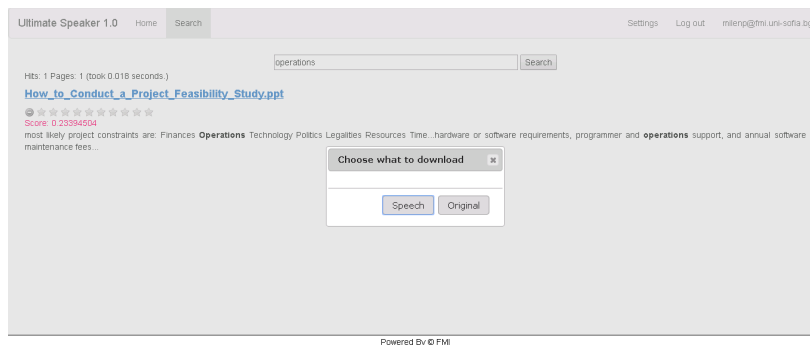 Ultimate Speaker 1.0 Home Search Settings Log out milenp@fmi.uni-sofia.bg
operations Search
Hits: 1 Pages: 1 (took 0.018 seconds.)
How_to_Conduct_a_Project_Feasibility_Study.ppt
Score: 0.23394504
most likely project constraints are: Finances Operations Technology Politics Legalities Resources Time...hardware or software requirements, programmer and operations support, and annual software
maintenance fees...
Choose what to download
Speech Original
Powered By © FMI